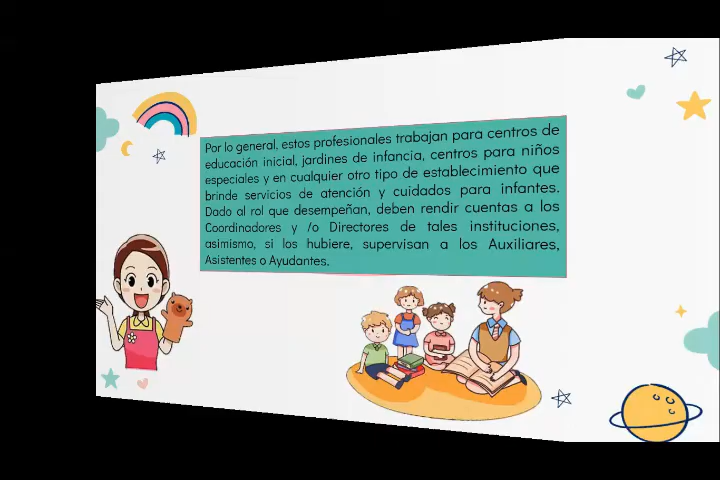 Por lo general, estos profesionales trabajan para centros de
educación inicial, jardines de infancia, centros para niños
especiales y en cualquier otro tipo de establecimiento que
brinde servicios de atención y cuidados para infantes.
Dado al rol que desempeñan, deben rendir cuentas a los
Coordinadores y /o Directores de tales instituciones,
asimismo, si los hubiere, supervisan a los Auxiliares,
Asistentes o Ayudantes.